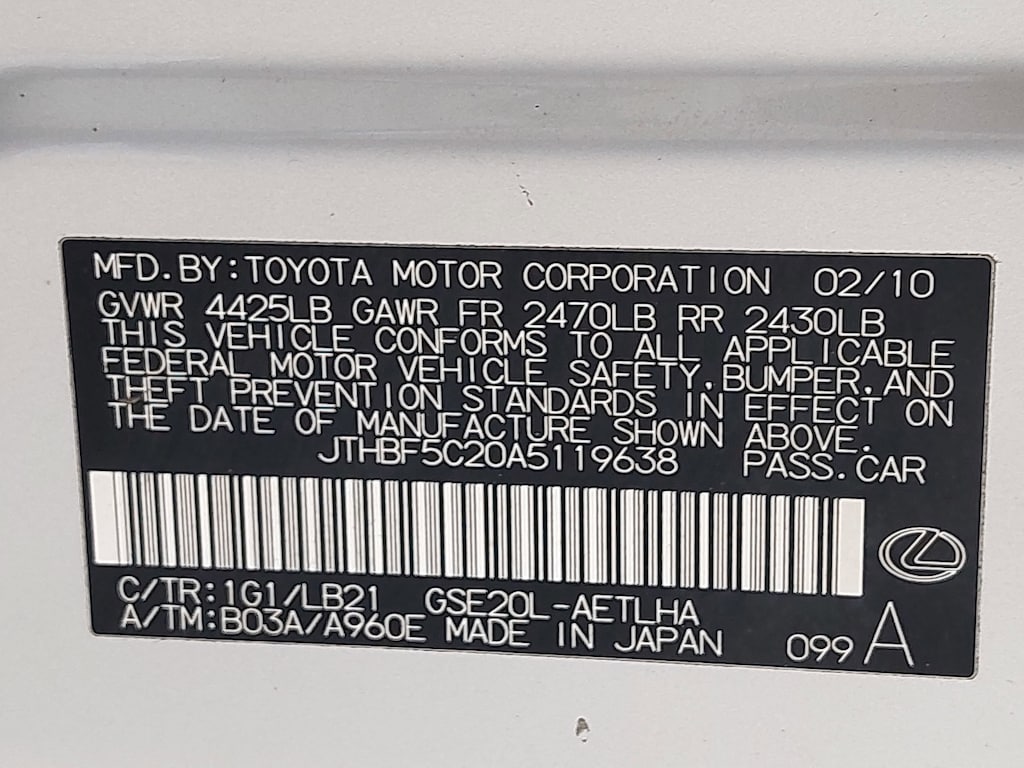 MFD.BY:TOYOTA MOTOR CORPORATION 02/10
GVWR 4425LB GAWR FR 2470LB RR 2430LB
THIS VEHICLE CONFORMS TO ALL APPLICABLE
FEDERAL MOTOR VEHICLE SAFETY,BUMPER,AND
THEFT PREVENTION STANDARDS IN EFFECT ON
THE DATE OF MANUFACTURE SHOWN ABOVE.
JTHBF5C20A5119638 PASS.CAR
C/TR:1G1/LB21 GSE20L-AETLHA
A/TM:B03A/A960E MADE IN JAPAN 099 A